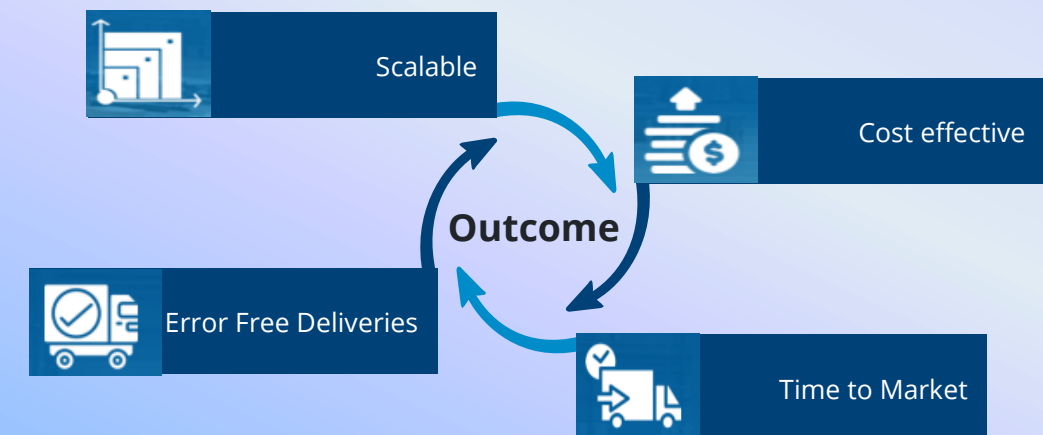 Scalable
Cost effective
Outcome
Error Free Deliveries
Time to Market
$